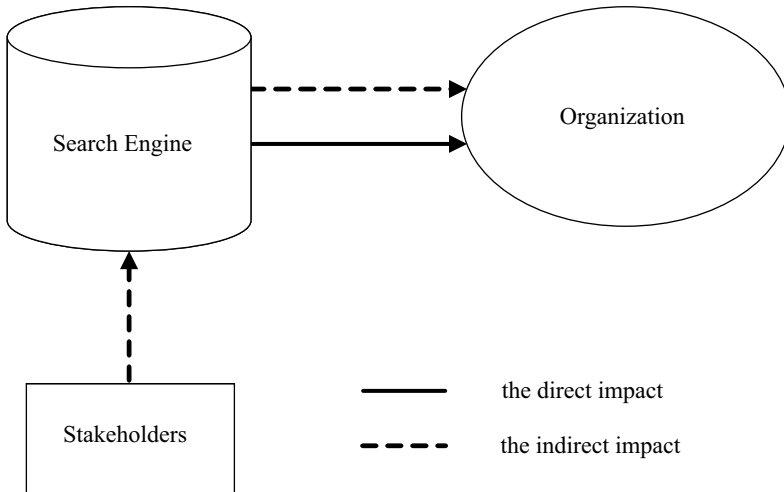 Search Engine
Organization
Stakeholders
the direct impact
the indirect impact